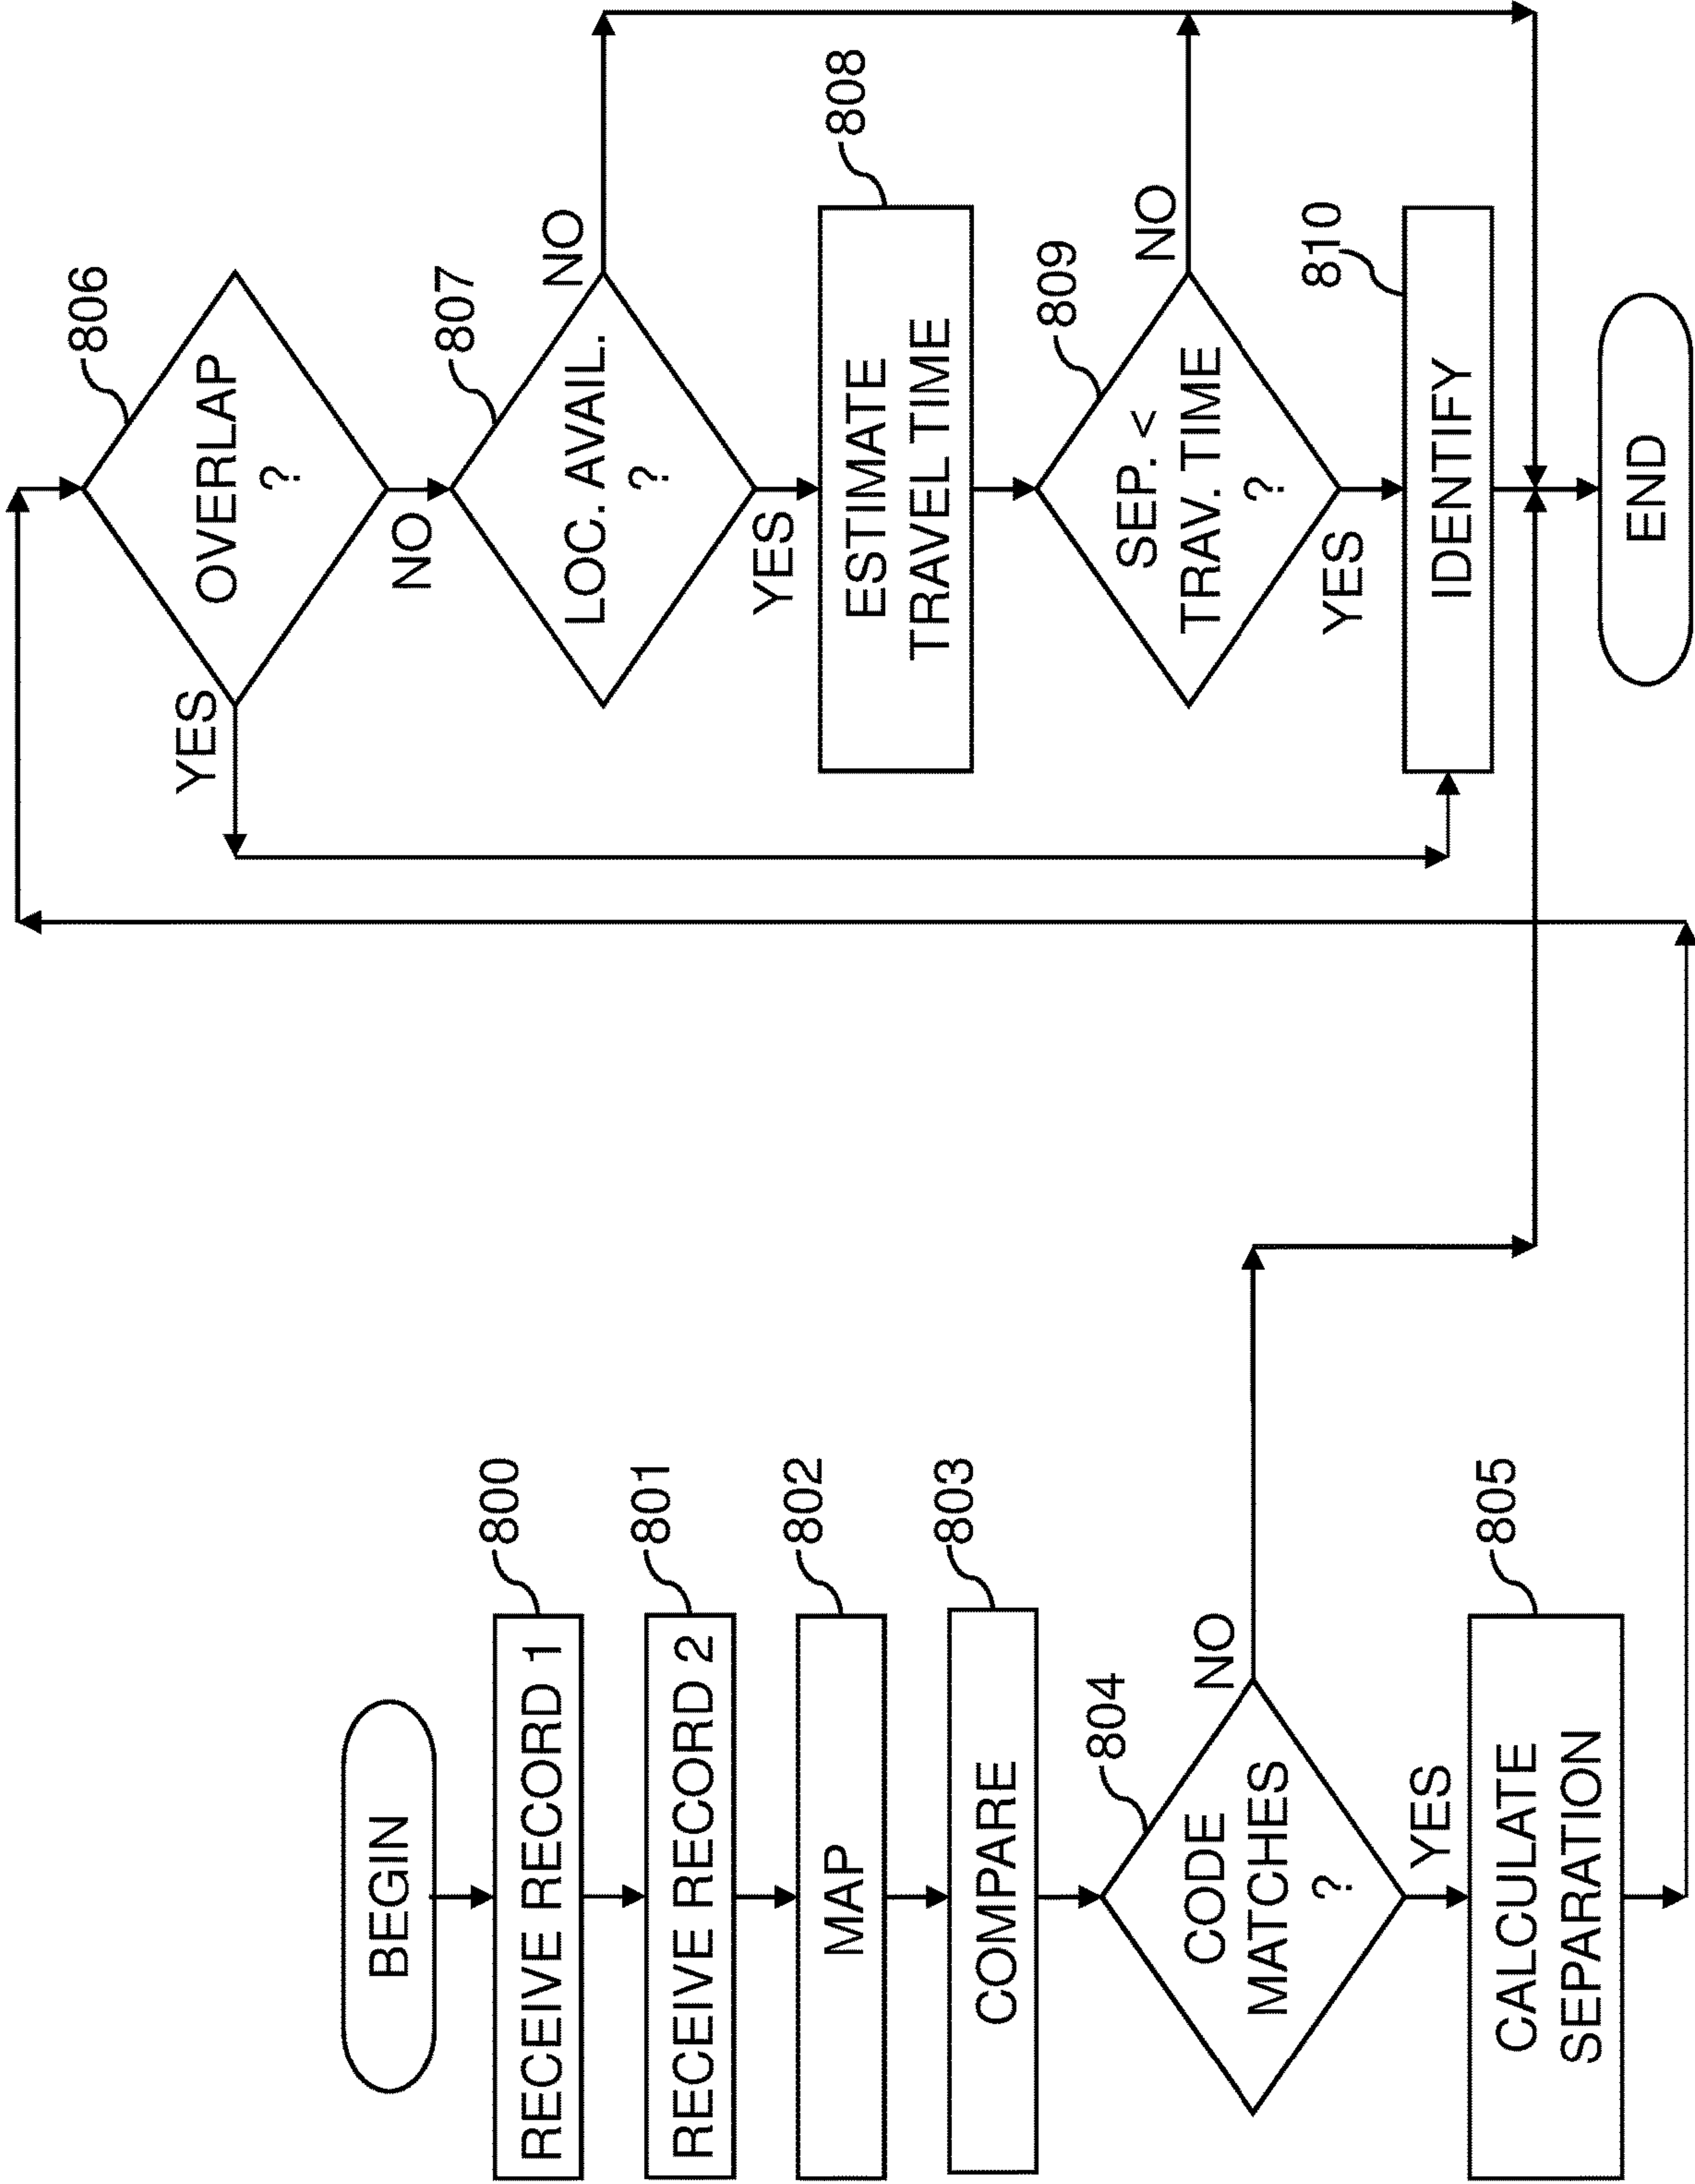 BEGIN
800
RECEIVE RECORD 1
801
RECEIVE RECORD 2
802
MAP
803
COMPARE
804
CODE
MATCHES
?
NO
YES
805
CALCULATE
SEPARATION
806
OVERLAP
?
YES
NO
807
LOC. AVAIL.
?
NO
YES
808
ESTIMATE
TRAVEL TIME
809
SEP. <
TRAV. TIME
?
NO
YES
810
IDENTIFY
END